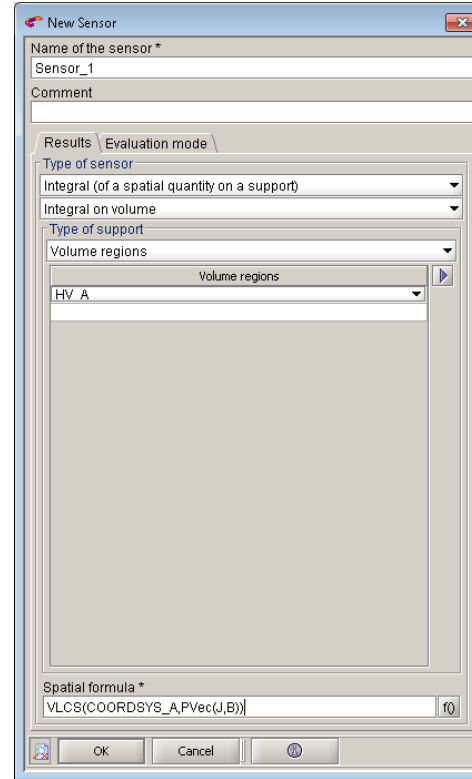 New Sensor
Name of the sensor *
Sensor_1
Comment
Results Evaluation mode
Type of sensor
Integral (of a spatial quantity on a support)
Integral on volume
Type of support
Volume regions
Volume regions
HV_A
Spatial formula *
VLCS(COORDSYS_A,PVec(J,B))
f()
OK Cancel